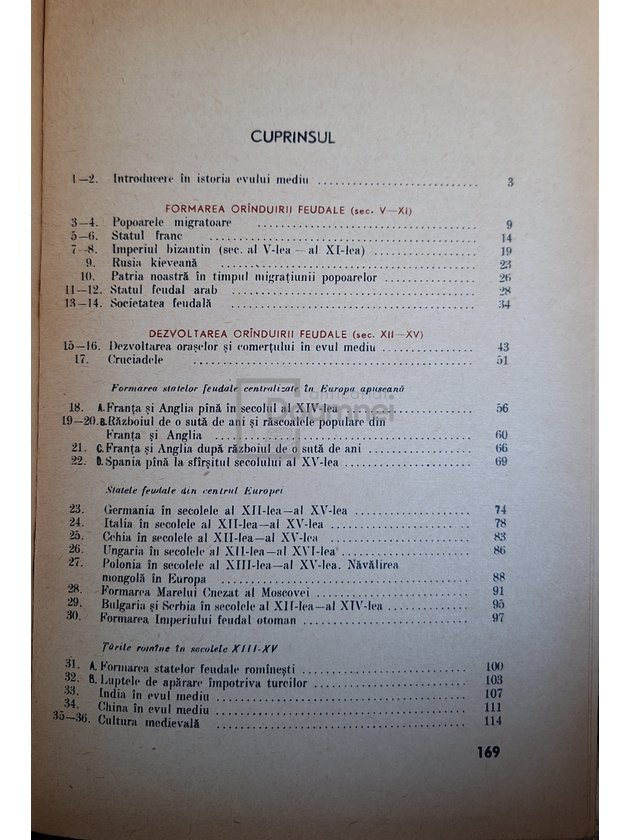 CUPRINSUL
1—2. Introducere în istoria evului mediu 3
FORMAREA ORÎNDUIRII FEUDALE (sec. V—XI)
3—4. Popoarele migratoare 9
5—6. Statul franc 14
7—8. Imperiul bizantin (sec. al V-lea — al XI-lea) 19
9. Rusia kieveană 23
10. Patria noastră în timpul migrațiunii popoarelor 26
11—12. Statul feudal arab 28
13—14. Societatea feudală 34
DEZVOLTAREA ORÎNDUIRII FEUDALE (sec. XII—XV)
15—16. Dezvoltarea orașelor și comerțului în evul mediu 43
17. Cruciadele 51
Formarea statelor feudale centralizate în Europa apuseană
18. A. Franța și Anglia pînă în secolul al XIV-lea 56
19—20. B. Războiul de o sută de ani și răscoalele populare din
Franța și Anglia 60
21. C. Franța și Anglia după războiul de o sută de ani 66
22. D. Spania pînă la sfîrșitul secolului al XV-lea 69
Statele feudale din centrul Europei
23. Germania în secolele al XII-lea—al XV-lea 74
24. Italia în secolele al XII-lea—al XV-lea 78
25. Cehia în secolele al XII-lea—al XV-lea 83
26. Ungaria în secolele al XII-lea—al XVI-lea 86
27. Polonia în secolele al XIII-lea—al XV-lea. Năvălirea
mongolă în Europa 88
28. Formarea Marelui Cnezat al Moscovei 91
29. Bulgaria și Serbia în secolele al XII-lea—al XIV-lea 95
30. Formarea Imperiului feudal otoman 97
Țările romîne în secolele XIII-XV
31. A. Formarea statelor feudale romînești 100
32. B. Luptele de apărare împotriva turcilor 103
33. India în evul mediu 107
34. China în evul mediu 111
35—36. Cultura medievală 114
169